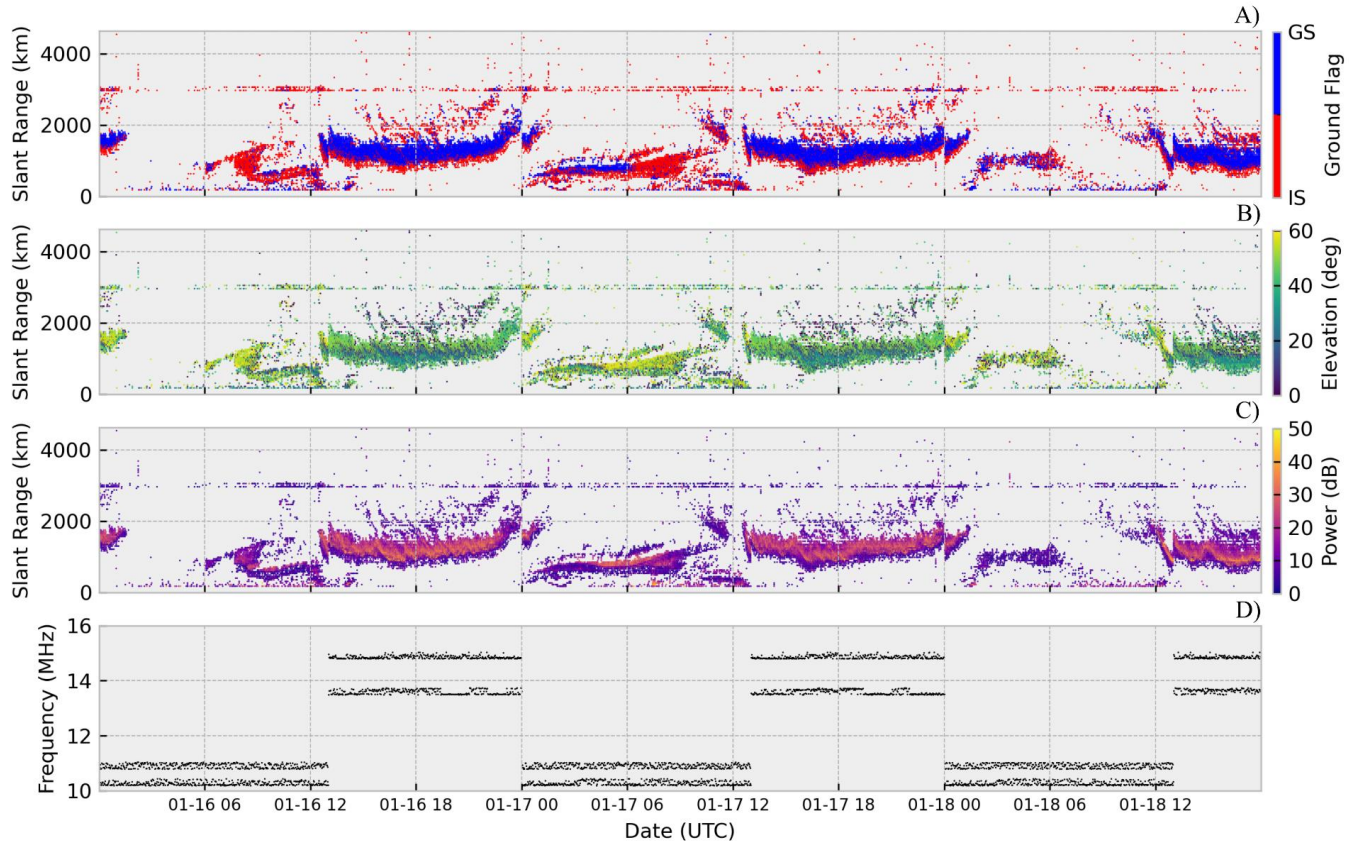 A)
Slant Range (km)
4000
2000
0
GS
IS
Ground Flag
B)
Slant Range (km)
4000
2000
0
60
40
20
0
Elevation (deg)
C)
Slant Range (km)
4000
2000
0
50
40
30
20
10
0
Power (dB)
D)
Frequency (MHz)
16
14
12
10
01-16 06
01-16 12
01-16 18
01-17 00
01-17 06
01-17 12
01-17 18
01-18 00
01-18 06
01-18 12
Date (UTC)